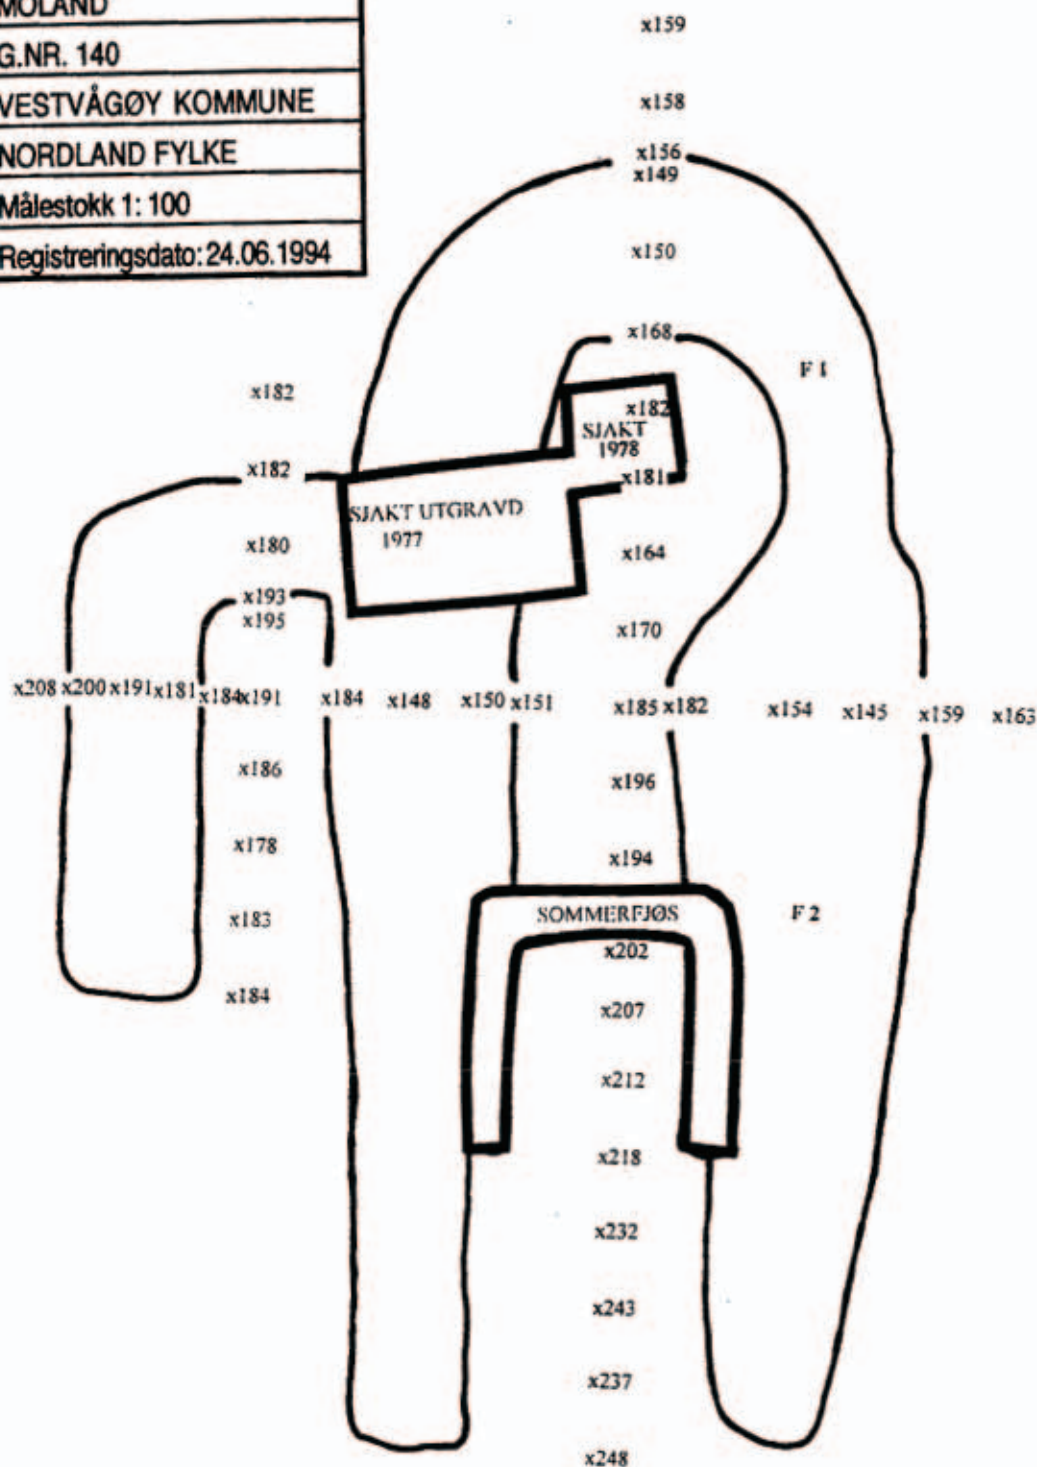 MOLAND
G.NR. 140
VESTVÅGØY KOMMUNE
NORDLAND FYLKE
Målestokk 1: 100
Registreringsdato: 24.06.1994
x159
x158
x156
x149
x150
x168
F 1
x182
x182
SJAKT
1978
x182
x181
SJAKT UTGRAVD
1977
x180
x164
x193
x195
x170
x208 x200 x191 x181 x184 x191 x184 x148 x150 x151 x185 x182 x154 x145 x159 x163
x186
x196
x178
x194
x183
SOMMERFJØS
F 2
x202
x184
x207
x212
x218
x232
x243
x237
x248